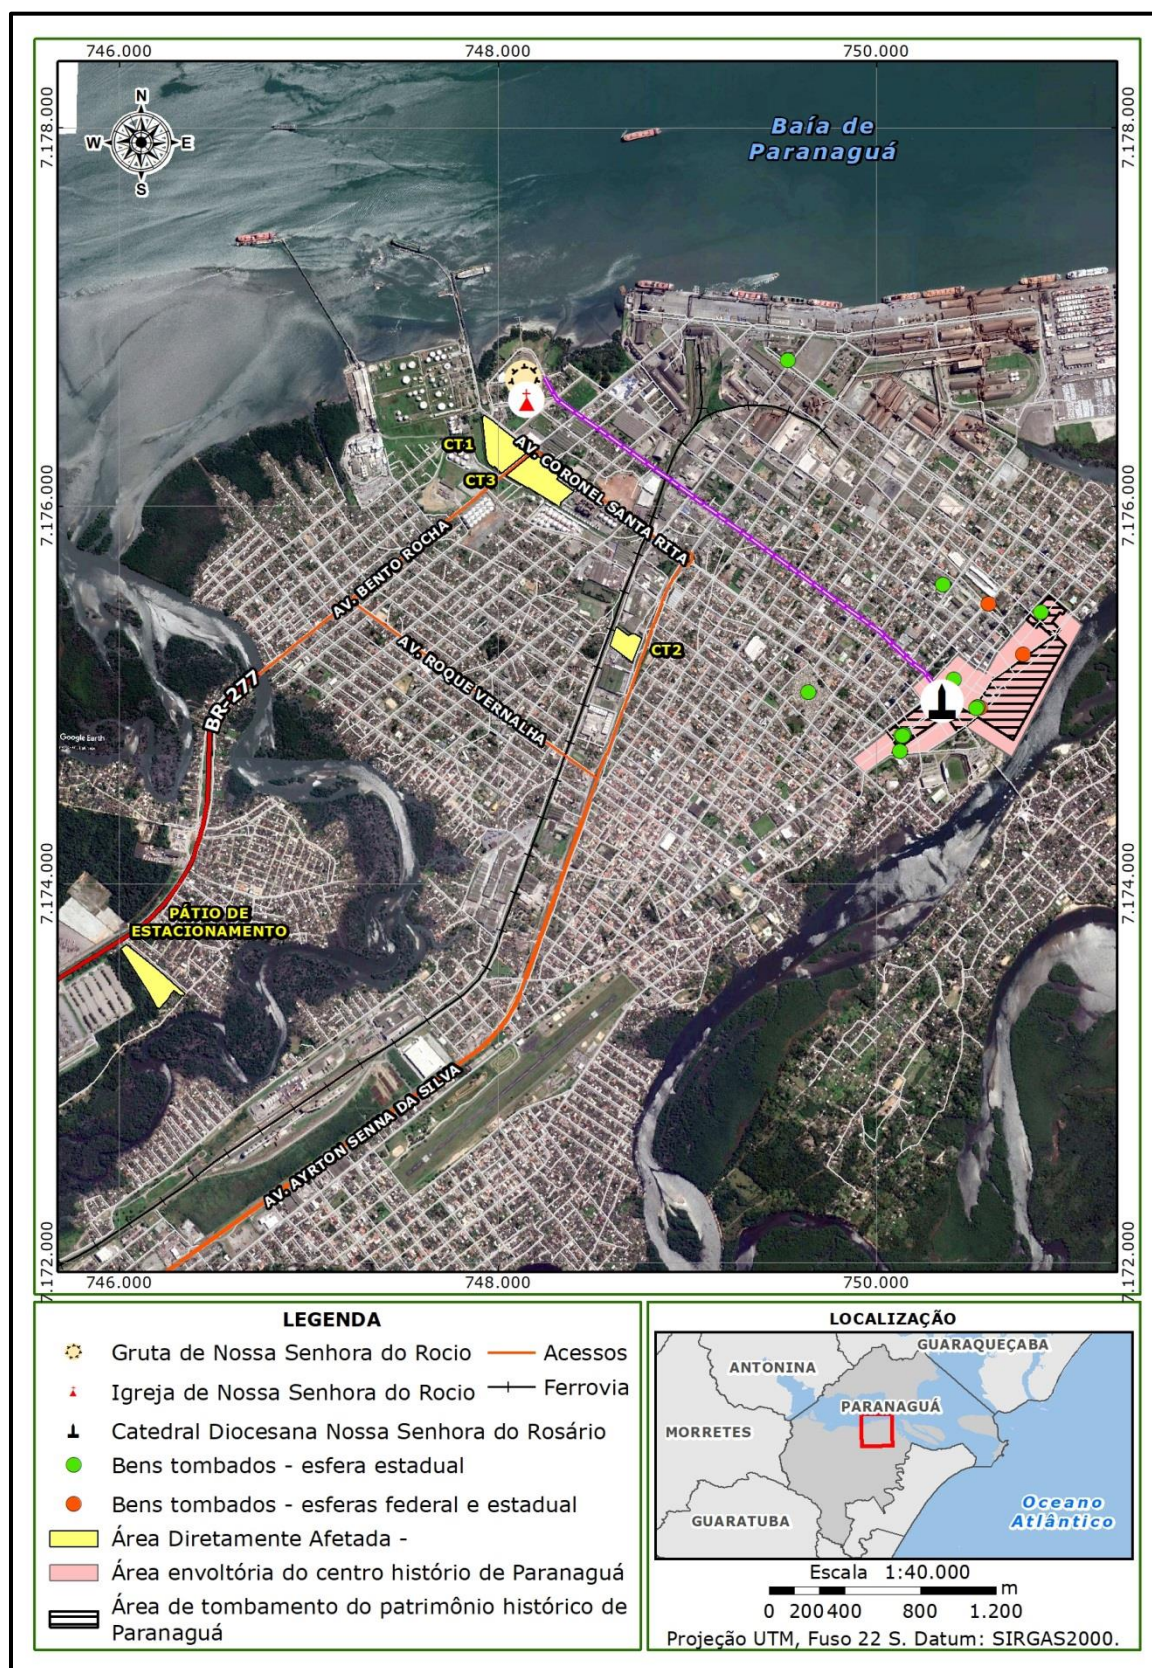 746.000
748.000
750.000
7.178.000
7.178.000
N
W
E
S
Baía de
Paranaguá
CT1
CT3
AV. CORONEL SANTA RITA
7.176.000
7.176.000
AV. BENTO ROCHA
AV. ROQUE VERNALHA
CT2
BR-277
Google Earth
7.174.000
7.174.000
PÁTIO DE
ESTACIONAMENTO
AV. AYRTON SENNA DA SILVA
7.172.000
7.172.000
746.000
748.000
750.000
LEGENDA
Gruta de Nossa Senhora do Rocio
Acessos
Igreja de Nossa Senhora do Rocio
Ferrovia
Catedral Diocesana Nossa Senhora do Rosário
Bens tombados - esfera estadual
Bens tombados - esferas federal e estadual
Área Diretamente Afetada -
Área envoltória do centro histório de Paranaguá
Área de tombamento do patrimônio histórico de
Paranaguá
LOCALIZAÇÃO
GUARAQUEÇABA
ANTONINA
PARANAGUÁ
MORRETES
GUARATUBA
Oceano
Atlântico
Escala 1:40.000
m
0 200 400 800 1.200
Projeção UTM, Fuso 22 S. Datum: SIRGAS2000.